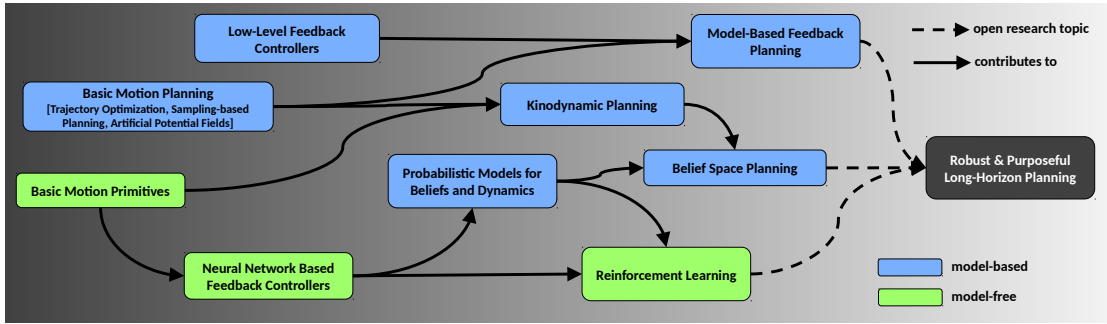 Low-Level Feedback
Controllers
Model-Based Feedback
Planning
open research topic
contributes to
Basic Motion Planning
[Trajectory Optimization, Sampling-based
Planning, Artificial Potential Fields]
Kinodynamic Planning
Probabilistic Models for
Beliefs and Dynamics
Belief Space Planning
Robust & Purposeful
Long-Horizon Planning
Basic Motion Primitives
Neural Network Based
Feedback Controllers
Reinforcement Learning
model-based
model-free